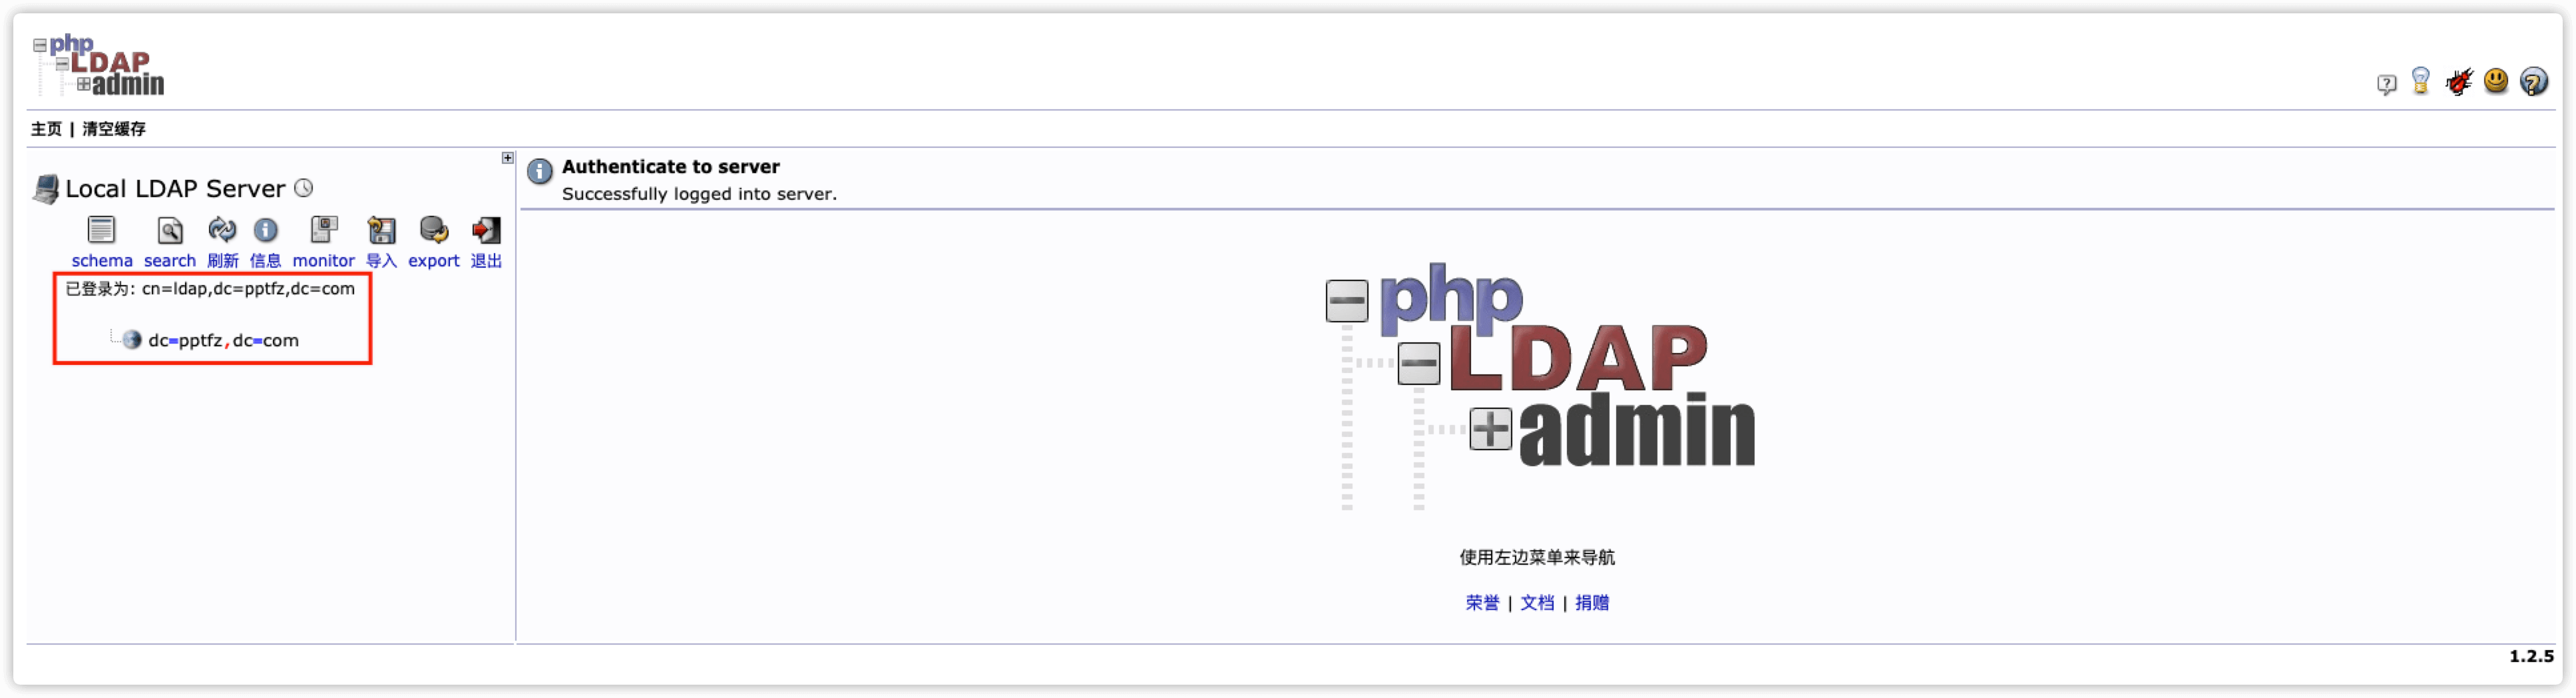 php
LDAP
admin
主页 | 清空缓存
Local LDAP Server
schema search 刷新 信息 monitor 导入 export 退出
已登录为: cn=ldap,dc=pptfz,dc=com
dc=pptfz,dc=com
Authenticate to server
Successfully logged into server.
php
LDAP
admin
使用左边菜单来导航
荣誉 | 文档 | 捐赠
1.2.5